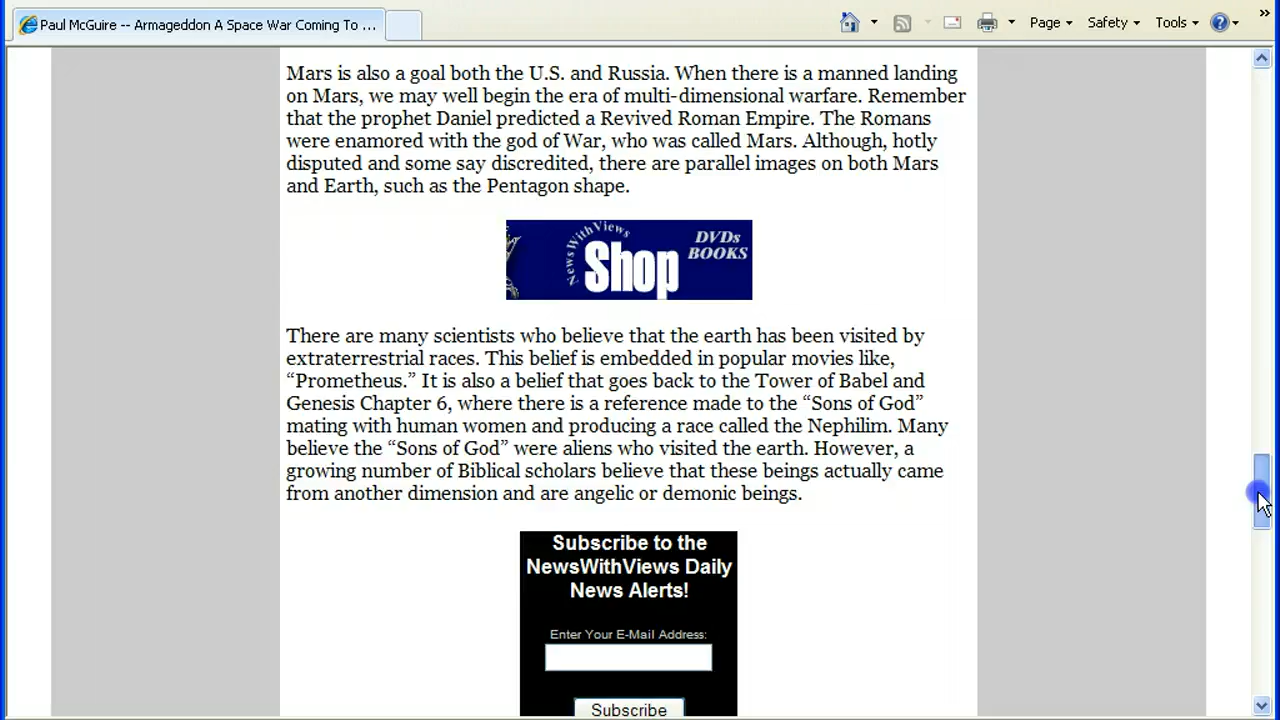 Paul McGuire -- Armageddon A Space War Coming To ...
Page
Safety
Tools
Mars is also a goal both the U.S. and Russia. When there is a manned landing
on Mars, we may well begin the era of multi-dimensional warfare. Remember
that the prophet Daniel predicted a Revived Roman Empire. The Romans
were enamored with the god of War, who was called Mars. Although, hotly
disputed and some say discredited, there are parallel images on both Mars
and Earth, such as the Pentagon shape.
NewsWithViews
Shop
DVDs
BOOKS
There are many scientists who believe that the earth has been visited by
extraterrestrial races. This belief is embedded in popular movies like,
“Prometheus.” It is also a belief that goes back to the Tower of Babel and
Genesis Chapter 6, where there is a reference made to the “Sons of God”
mating with human women and producing a race called the Nephilim. Many
believe the “Sons of God” were aliens who visited the earth. However, a
growing number of Biblical scholars believe that these beings actually came
from another dimension and are angelic or demonic beings.
Subscribe to the
NewsWithViews Daily
News Alerts!
Enter Your E-Mail Address:
Subscribe